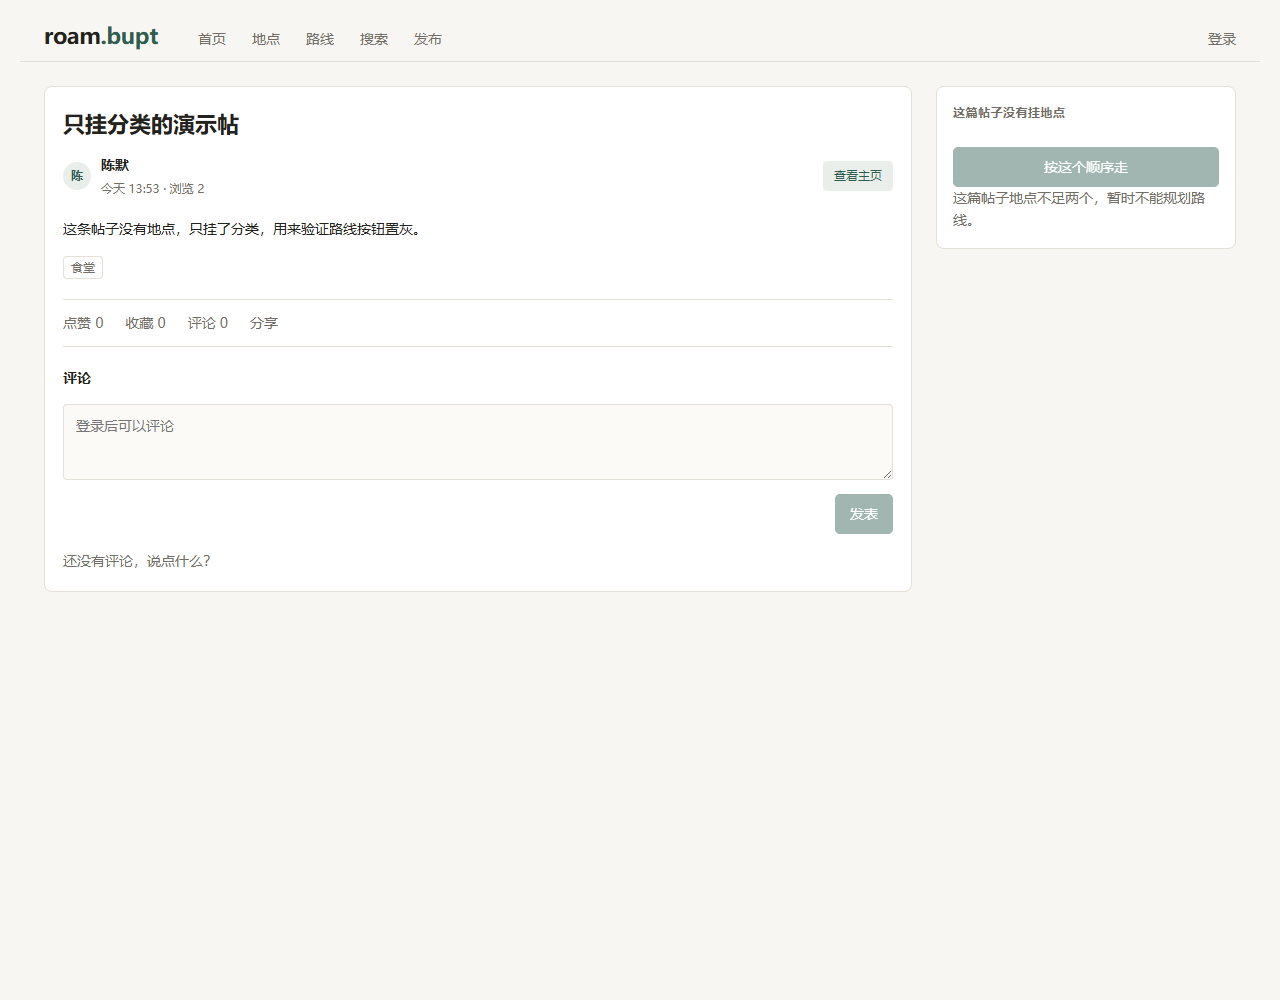 roam.bupt 首页 地点 路线 搜索 发布 登录
只挂分类的演示帖
陈 陈默
今天 13:53 · 浏览 2
查看主页
这条帖子没有地点，只挂了分类，用来验证路线按钮置灰。
食堂
点赞 0 收藏 0 评论 0 分享
评论
登录后可以评论
发表
还没有评论，说点什么？
这篇帖子没有挂地点
按这个顺序走
这篇帖子地点不足两个，暂时不能规划路
线。